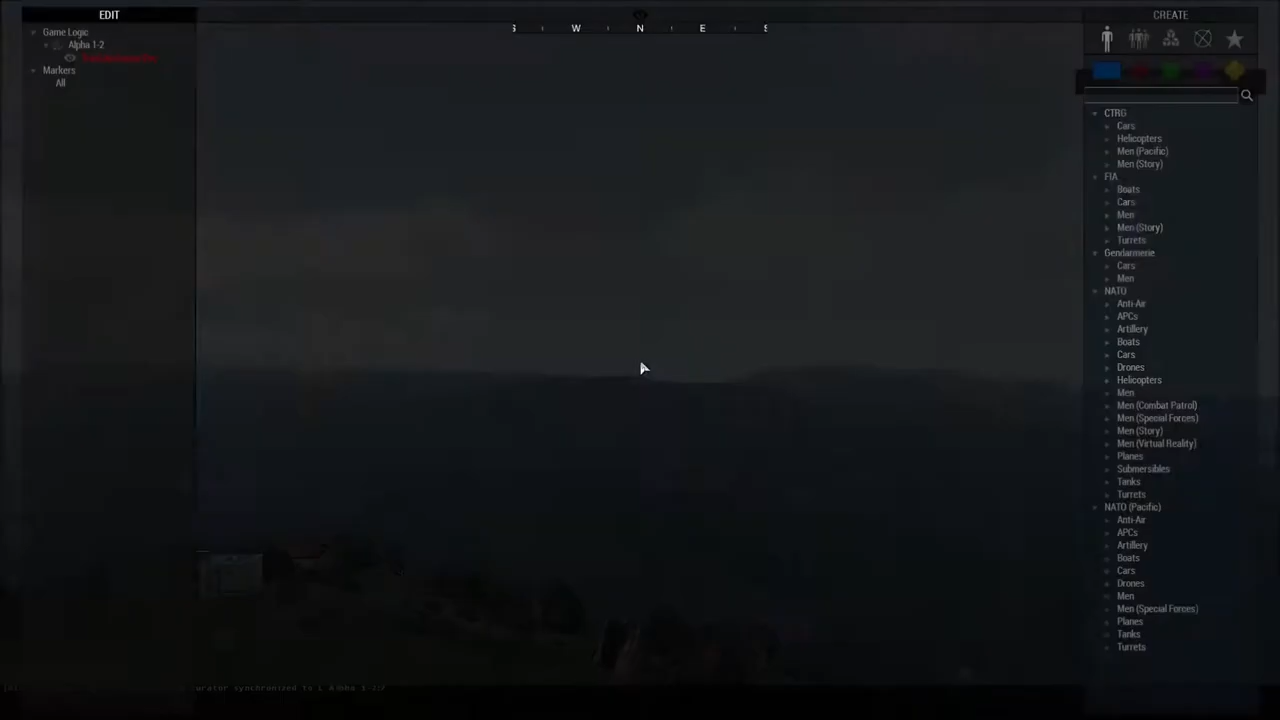 EDIT
Game Logic
Alpha 1-2
Markers
All
W N E
CREATE
CTRG
Cars
Helicopters
Men (Pacific)
Men (Story)
FIA
Boats
Cars
Men
Men (Story)
Turrets
Gendarmerie
Cars
Men
NATO
Anti-Air
APCs
Artillery
Boats
Cars
Drones
Helicopters
Men
Men (Combat Patrol)
Men (Special Forces)
Men (Story)
Men (Virtual Reality)
Planes
Submersibles
Tanks
Turrets
NATO (Pacific)
Anti-Air
APCs
Artillery
Boats
Cars
Drones
Men
Men (Special Forces)
Planes
Tanks
Turrets
synchronized to